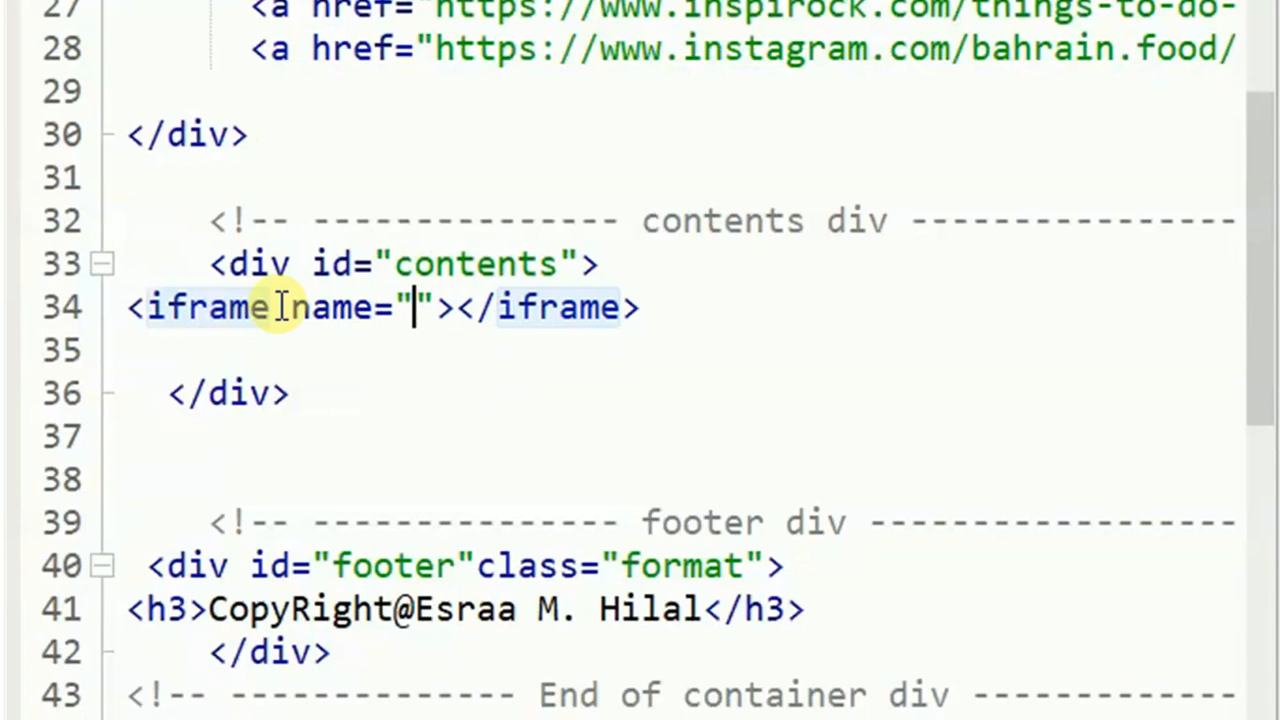 27 <a href="https://www.inspirock.com/things-to-do-
28 <a href="https://www.instagram.com/bahrain.food/
29
30 </div>
31
32 <!-- --------------- contents div ----------------
33 <div id="contents">
34 <iframe name=""></iframe>
35
36 </div>
37
38
39 <!-- --------------- footer div ------------------
40 <div id="footer"class="format">
41 <h3>CopyRight@Esraa M. Hilal</h3>
42 </div>
43 <!-- -------------- End of container div -------------